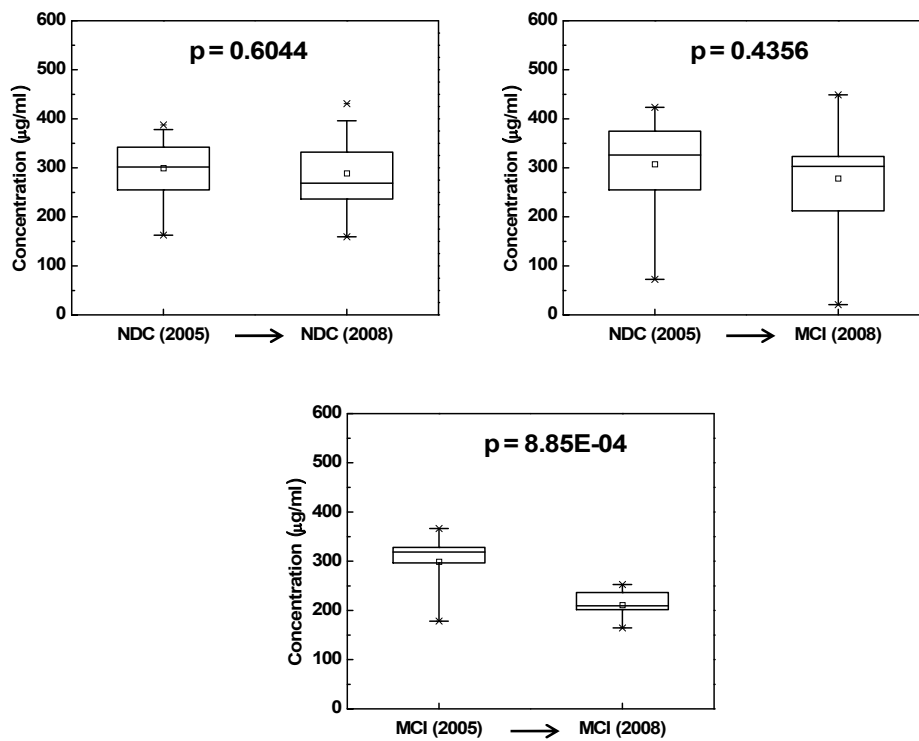 600
500
400
300
200
100
0
Concentration (µg/ml)
p = 0.6044
NDC (2005) → NDC (2008)
600
500
400
300
200
100
0
Concentration (µg/ml)
p = 0.4356
NDC (2005) → MCI (2008)
600
500
400
300
200
100
0
Concentration (µg/ml)
p = 8.85E-04
MCI (2005) → MCI (2008)